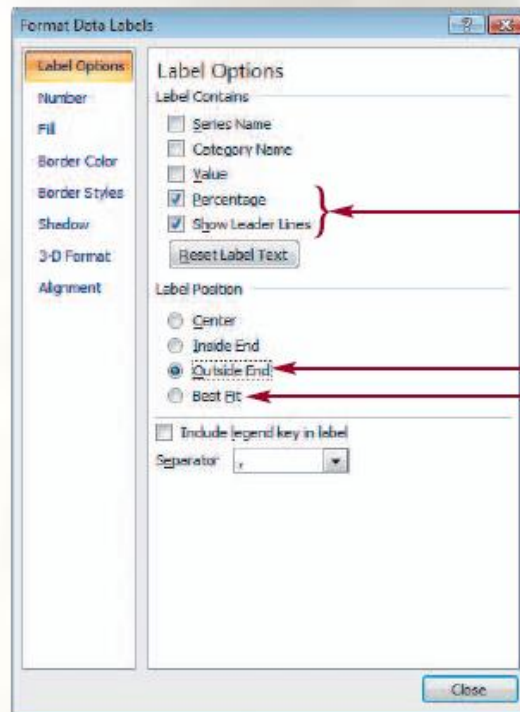 Format Data Labels
Label Options
Number
Fill
Border Color
Border Styles
Shadow
3-D Format
Alignment
Label Options
Label Contains
Series Name
Category Name
Value
Percentage
Show Leader Lines
Reset Label Text
Label Position
Center
Inside End
Outside End
Best Fit
Include legend key in label
Separator ,
Close